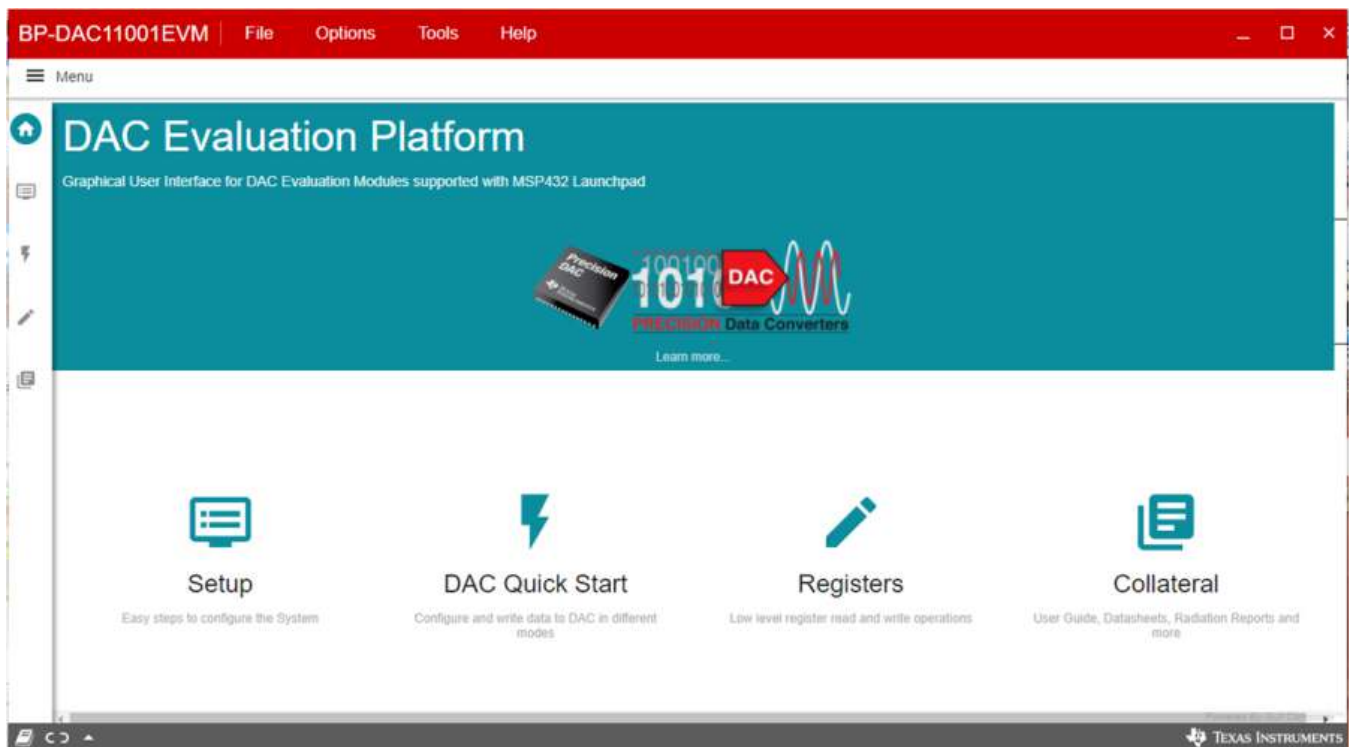 BP-DAC11001EVM File Options Tools Help
Menu
DAC Evaluation Platform
Graphical User Interface for DAC Evaluation Modules supported with MSP432 Launchpad
Precision
DAC
100100
1010
DAC
PRECISION Data Converters
Learn more...
Setup
DAC Quick Start
Registers
Collateral
Easy steps to configure the System
Configure and write data to DAC in different
modes
Low level register read and write operations
User Guide, Datasheets, Radiation Reports and
more
TEXAS INSTRUMENTS